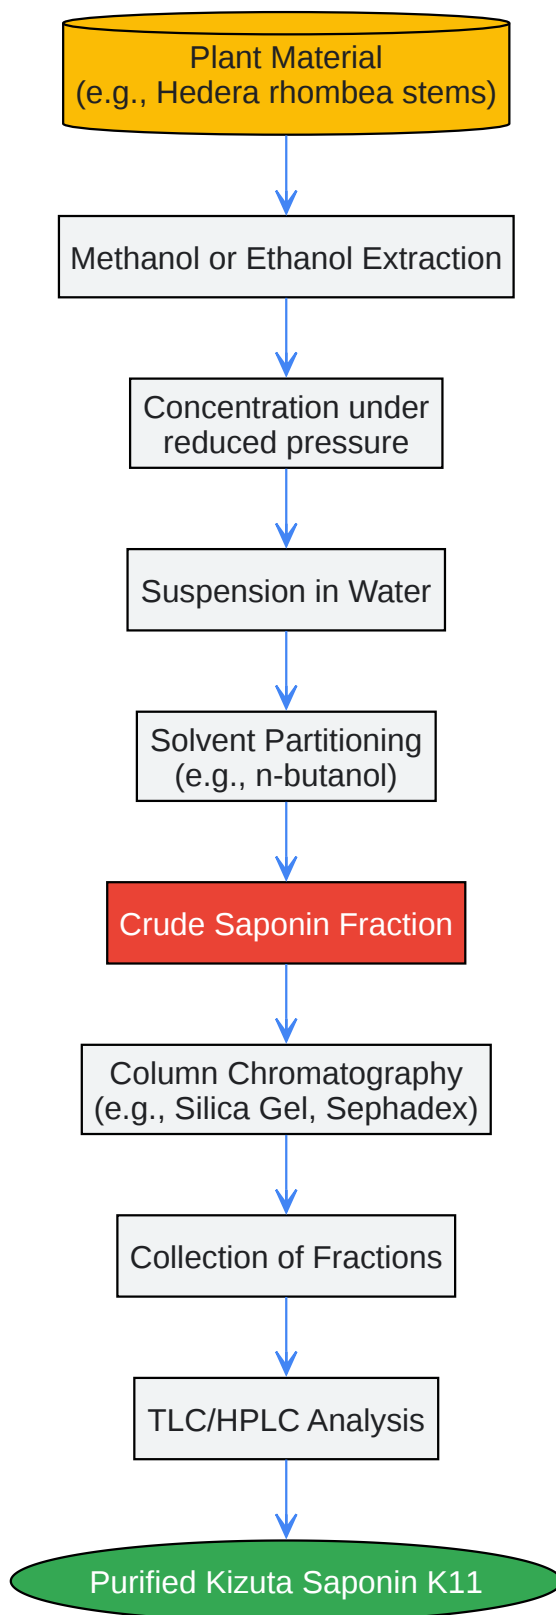 Plant Material
(e.g., Hedera rhombea stems)
Methanol or Ethanol Extraction
Concentration under
reduced pressure
Suspension in Water
Solvent Partitioning
(e.g., n-butanol)
Crude Saponin Fraction
Column Chromatography
(e.g., Silica Gel, Sephadex)
Collection of Fractions
TLC/HPLC Analysis
Purified Kizuta Saponin K11